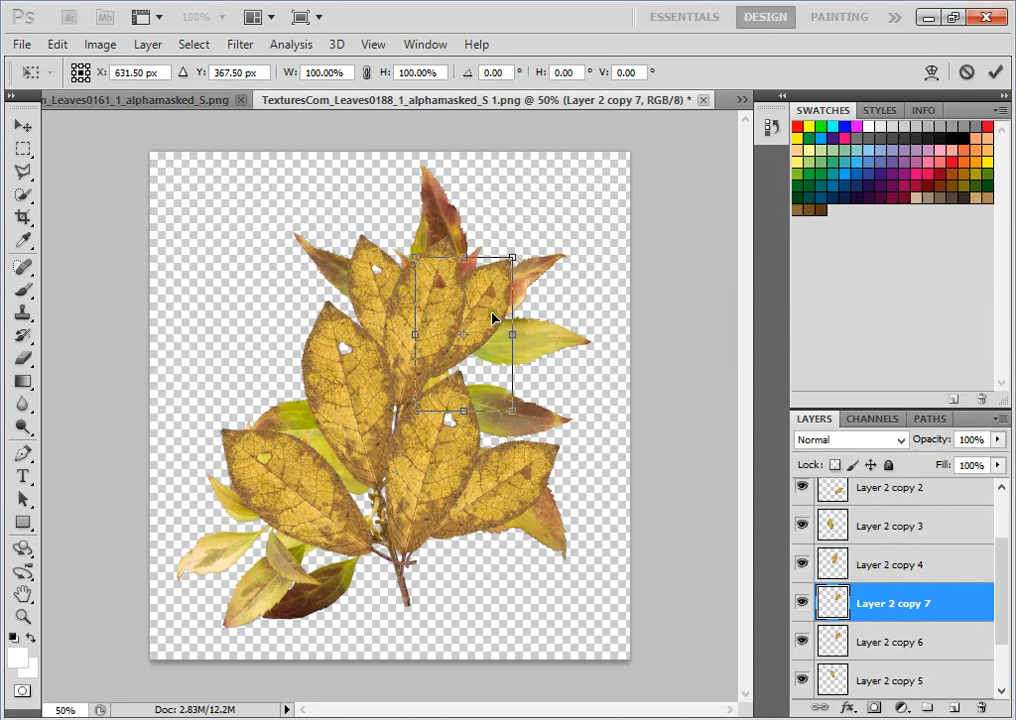 Ps Br Mb 100% ESSENTIALS DESIGN PAINTING
File Edit Image Layer Select Filter Analysis 3D View Window Help
X: 631.50 px Y: 367.50 px W: 100.00% H: 100.00% 0.00 ° H: 0.00 ° V: 0.00 °
m_Leaves0161_1_alphamasked_S.png TexturesCom_Leaves0188_1_alphamasked_S 1.png @ 50% (Layer 2 copy 7, RGB/8) *
SWATCHES STYLES INFO
LAYERS CHANNELS PATHS
Normal Opacity: 100%
Lock: Fill: 100%
Layer 2 copy 2
Layer 2 copy 3
Layer 2 copy 4
Layer 2 copy 7
Layer 2 copy 6
Layer 2 copy 5
50% Doc: 2.83M/12.2M
fx